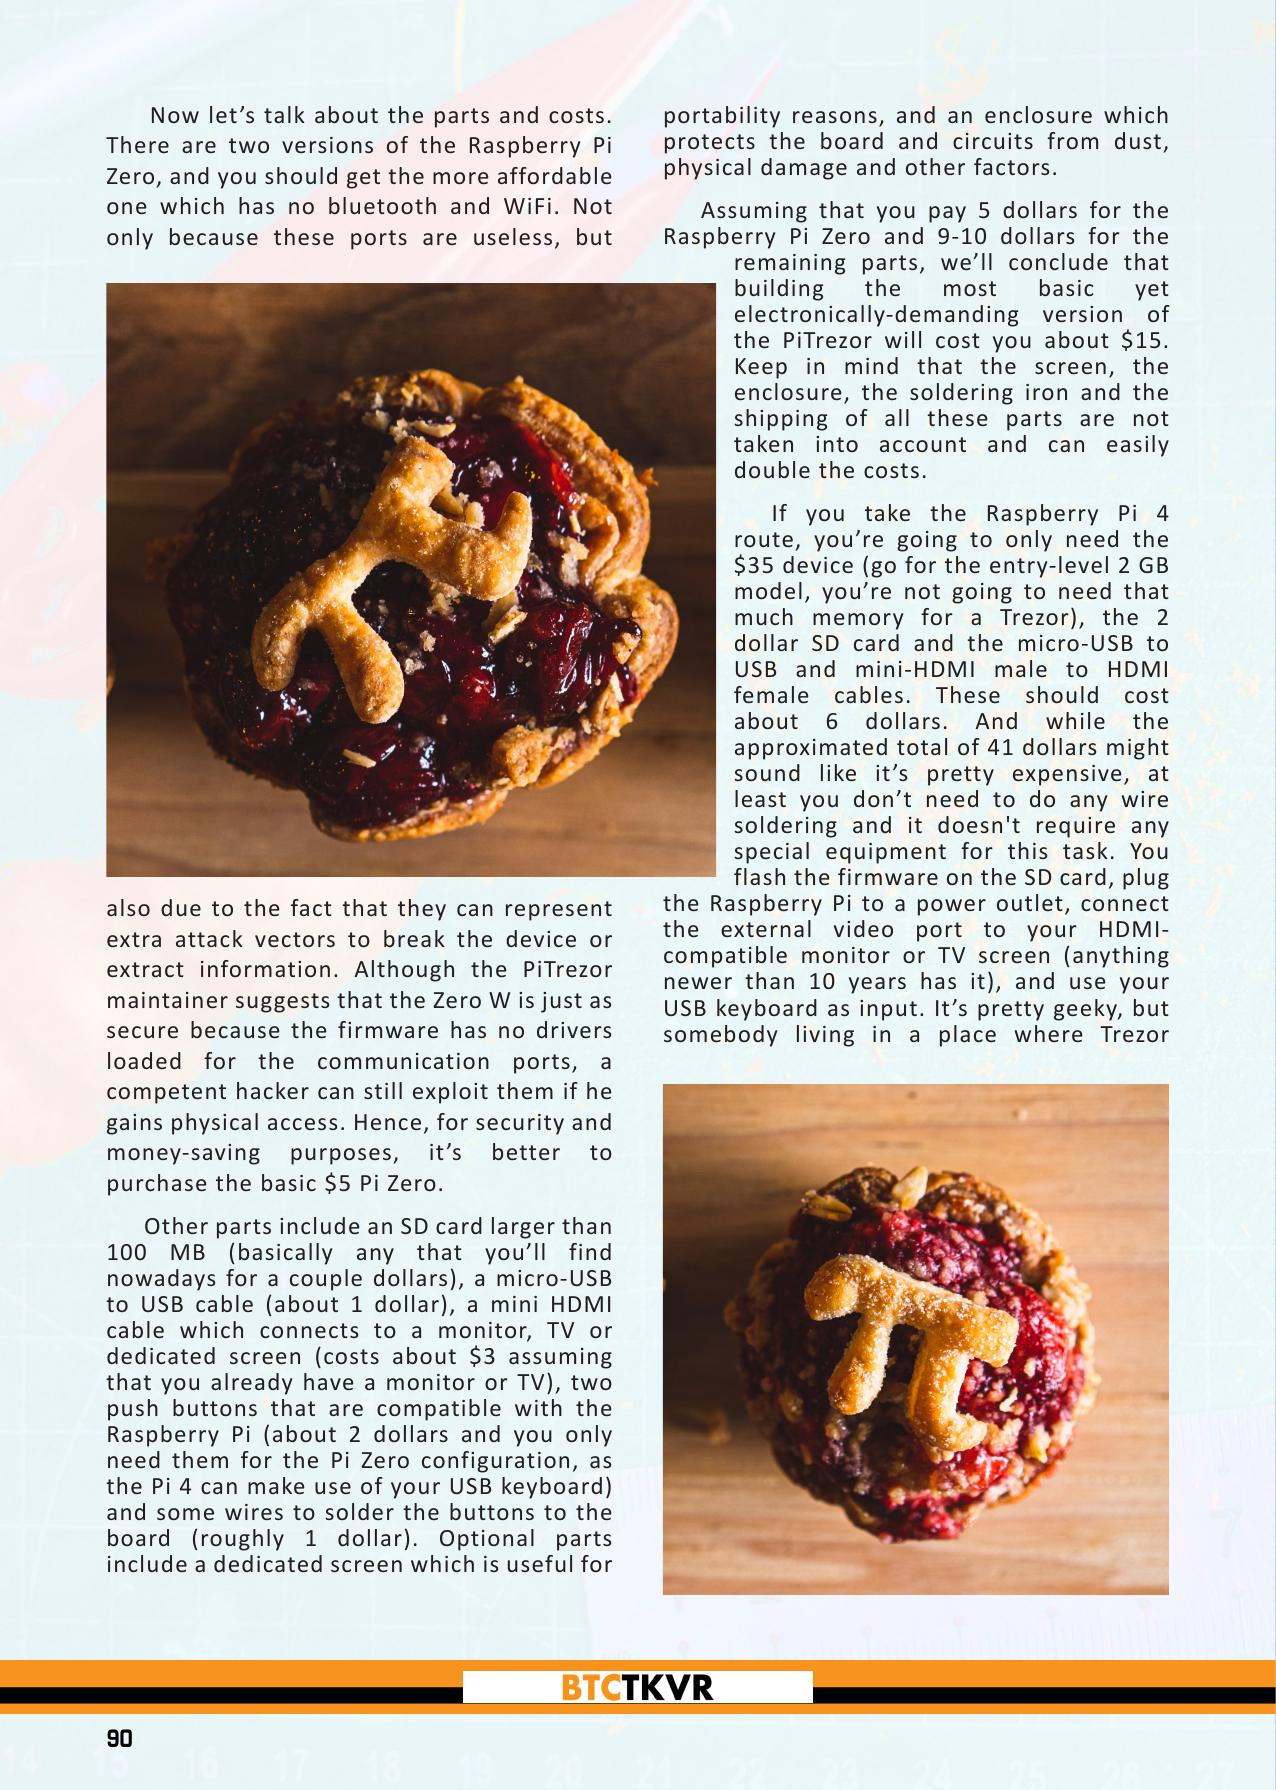 Now let’s talk about the parts and costs.
There are two versions of the Raspberry Pi
Zero, and you should get the more affordable
one which has no bluetooth and WiFi. Not
only because these ports are useless, but
also due to the fact that they can represent
extra attack vectors to break the device or
extract information. Although the PiTrezor
maintainer suggests that the Zero W is just as
secure because the firmware has no drivers
loaded for the communication ports, a
competent hacker can still exploit them if he
gains physical access. Hence, for security and
money-saving purposes, it’s better to
purchase the basic $5 Pi Zero.
Other parts include an SD card larger than
100 MB (basically any that you’ll find
nowadays for a couple dollars), a micro-USB
to USB cable (about 1 dollar), a mini HDMI
cable which connects to a monitor, TV or
dedicated screen (costs about $3 assuming
that you already have a monitor or TV), two
push buttons that are compatible with the
Raspberry Pi (about 2 dollars and you only
need them for the Pi Zero configuration, as
the Pi 4 can make use of your USB keyboard)
and some wires to solder the buttons to the
board (roughly 1 dollar). Optional parts
include a dedicated screen which is useful for
portability reasons, and an enclosure which
protects the board and circuits from dust,
physical damage and other factors.
Assuming that you pay 5 dollars for the
Raspberry Pi Zero and 9-10 dollars for the
remaining parts, we’ll conclude that
building the most basic yet
electronically-demanding version of
the PiTrezor will cost you about $15.
Keep in mind that the screen, the
enclosure, the soldering iron and the
shipping of all these parts are not
taken into account and can easily
double the costs.
If you take the Raspberry Pi 4
route, you’re going to only need the
$35 device (go for the entry-level 2 GB
model, you’re not going to need that
much memory for a Trezor), the 2
dollar SD card and the micro-USB to
USB and mini-HDMI male to HDMI
female cables. These should cost
about 6 dollars. And while the
approximated total of 41 dollars might
sound like it’s pretty expensive, at
least you don’t need to do any wire
soldering and it doesn't require any
special equipment for this task. You
flash the firmware on the SD card, plug
the Raspberry Pi to a power outlet, connect
the external video port to your HDMI-
compatible monitor or TV screen (anything
newer than 10 years has it), and use your
USB keyboard as input. It’s pretty geeky, but
somebody living in a place where Trezor
π
π
BTCTKVR
90
7
14 15 16 17 18 19 20 21 22 23 24 25 26 27